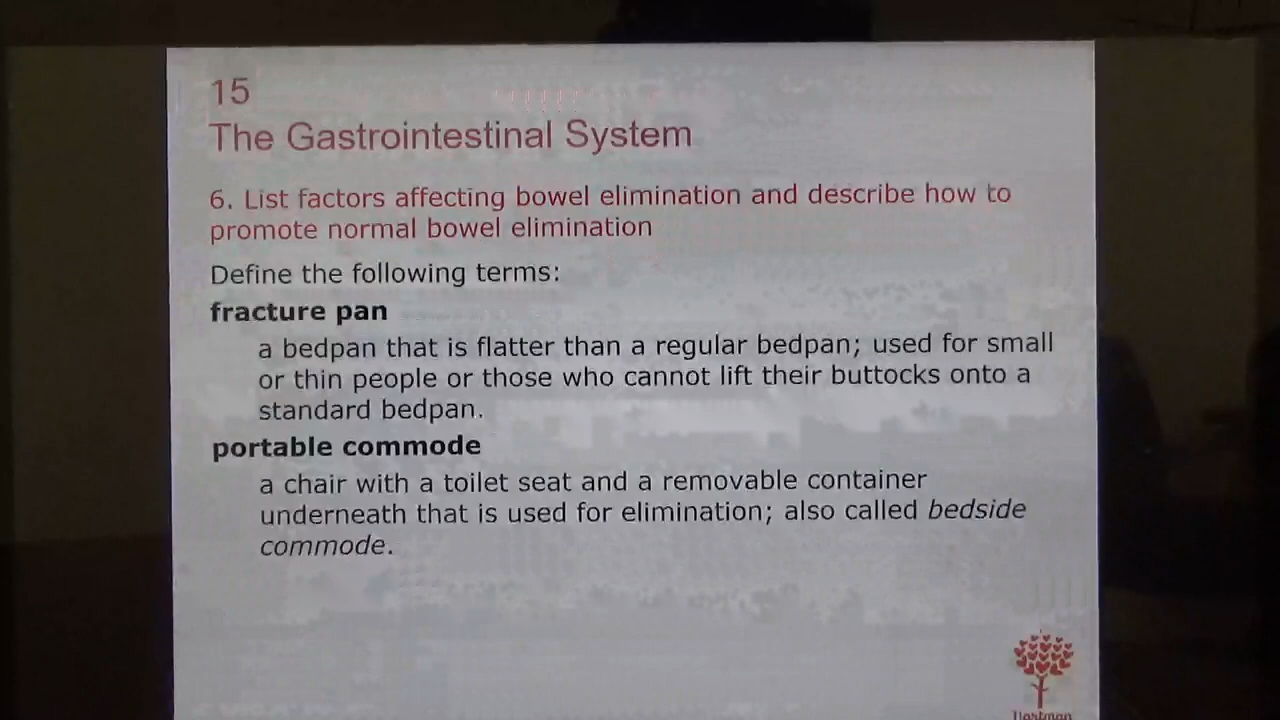 15
The Gastrointestinal System
6. List factors affecting bowel elimination and describe how to
promote normal bowel elimination
Define the following terms:
fracture pan
a bedpan that is flatter than a regular bedpan; used for small
or thin people or those who cannot lift their buttocks onto a
standard bedpan.
portable commode
a chair with a toilet seat and a removable container
underneath that is used for elimination; also called bedside
commode.
Hartman